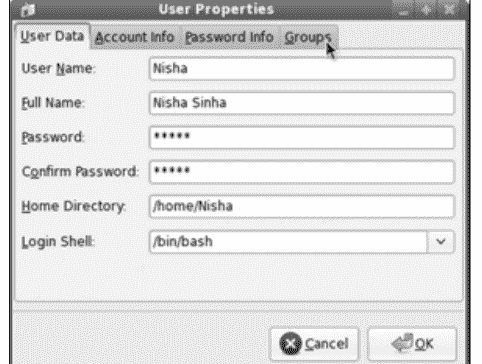 User Properties
User Data Account Info Password Info Groups
User Name: Nisha
Full Name: Nisha Sinha
Password: *****
Confirm Password: *****
Home Directory: /home/Nisha
Login Shell: /bin/bash
Cancel OK